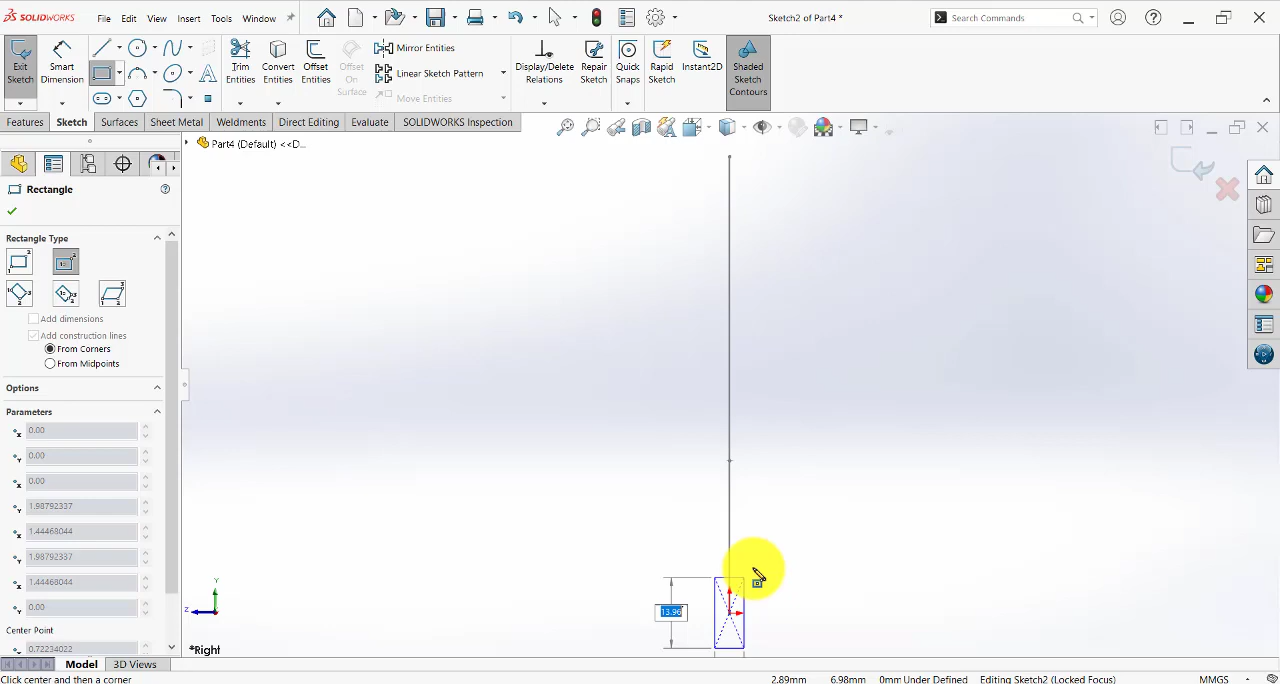 SOLIDWORKS File Edit View Insert Tools Window Sketch2 of Part4 * Search Commands
Exit Sketch Smart Dimension Trim Entities Convert Entities Offset Entities Offset On Surface Mirror Entities Linear Sketch Pattern Move Entities Display/Delete Relations Repair Sketch Quick Snaps Rapid Sketch Instant2D Shaded Sketch Contours
Features Sketch Surfaces Sheet Metal Weldments Direct Editing Evaluate SOLIDWORKS Inspection
Part4 (Default) <<D...
Rectangle
Rectangle Type
Add dimensions
Add construction lines
From Corners
From Midpoints
Options
Parameters
0.00
0.00
0.00
1.98792337
1.44468044
1.98792337
1.44468044
0.00
Center Point
0.72234022
13.96
Y
Z
*Right
Model 3D Views
Click center and then a corner 2.89mm 6.98mm 0mm Under Defined Editing Sketch2 (Locked Focus) MMGS